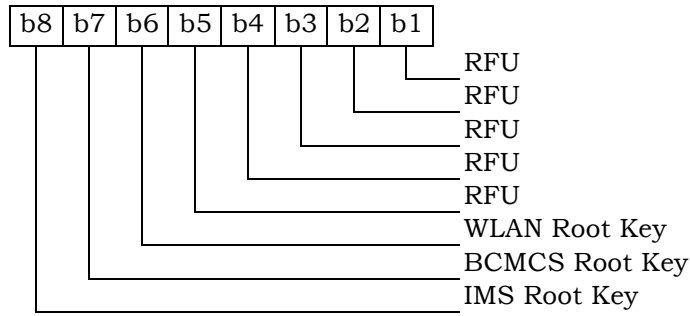 b8 b7 b6 b5 b4 b3 b2 b1
RFU
RFU
RFU
RFU
RFU
WLAN Root Key
BCMCS Root Key
IMS Root Key